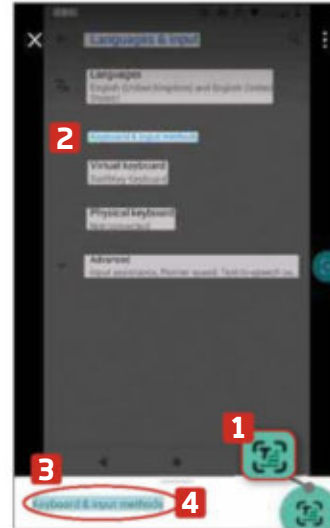 Languages & input
Languages
English (United Kingdom) and English (United
States)
2
Keyboard & input methods
Virtual keyboard
SwiftKey Keyboard
Physical keyboard
Not connected
Advanced
Input assistance, Pointer speed, Text-to-speech ou…
1
3
Keyboard & input methods
4